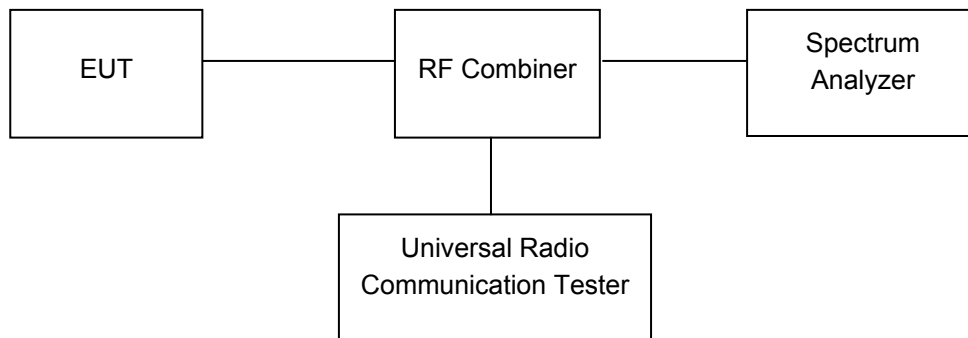 EUT
RF Combiner
Spectrum
Analyzer
Universal Radio
Communication Tester